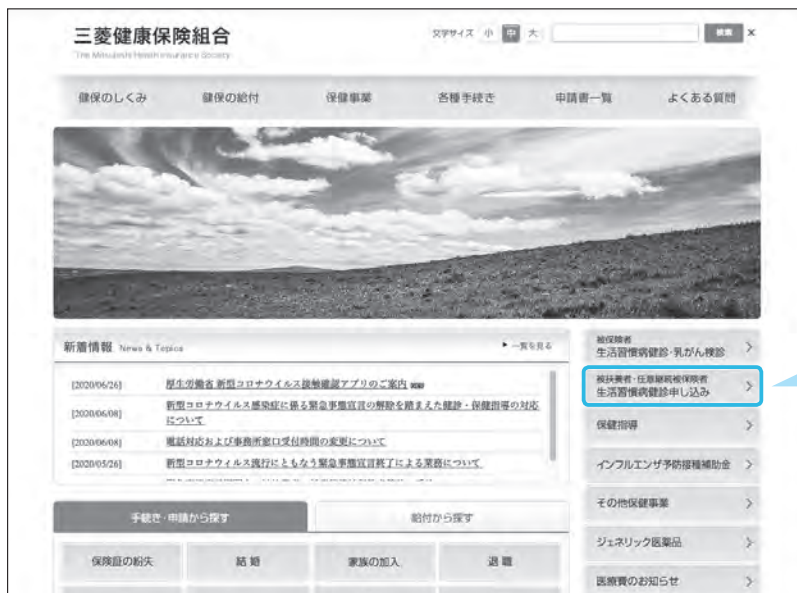 三菱健康保険組合
The Mitsubishi Health Insurance Society
文字サイズ 小 中 大 検索 ×
健保のしくみ 健保の給付 保健事業 各種手続き 申請書一覧 よくある質問
新着情報 News & Topics ▶ 一覧を見る
[2020/06/26] 厚生労働省 新型コロナウイルス接触確認アプリのご案内
[2020/06/08] 新型コロナウイルス感染症に係る緊急事態宣言の解除を踏まえた健診・保健指導の対応
について
[2020/06/08] 電話対応および事務所窓口受付時間の変更について
[2020/05/26] 新型コロナウイルス流行にともなう緊急事態宣言終了による業務について
手続き・申請から探す 給付から探す
保険証の紛失 結婚 家族の加入 退職
被保険者
生活習慣病健診・乳がん検診
被扶養者・任意継続被保険者
生活習慣病健診申し込み
保健指導
インフルエンザ予防接種補助金
その他保健事業
ジェネリック医薬品
医療費のお知らせ